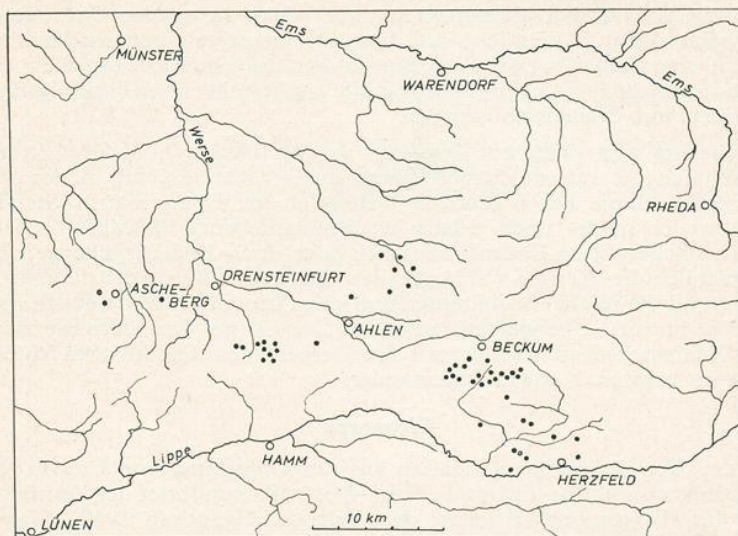 Ems
MÜNSTER
WARENDORF
Ems
Werse
RHEDA
DRENSTEINFURT
ASCHE-
BERG
AHLEN
BECKUM
Lippe
HAMM
HERZFELD
10 km
LÜNEN